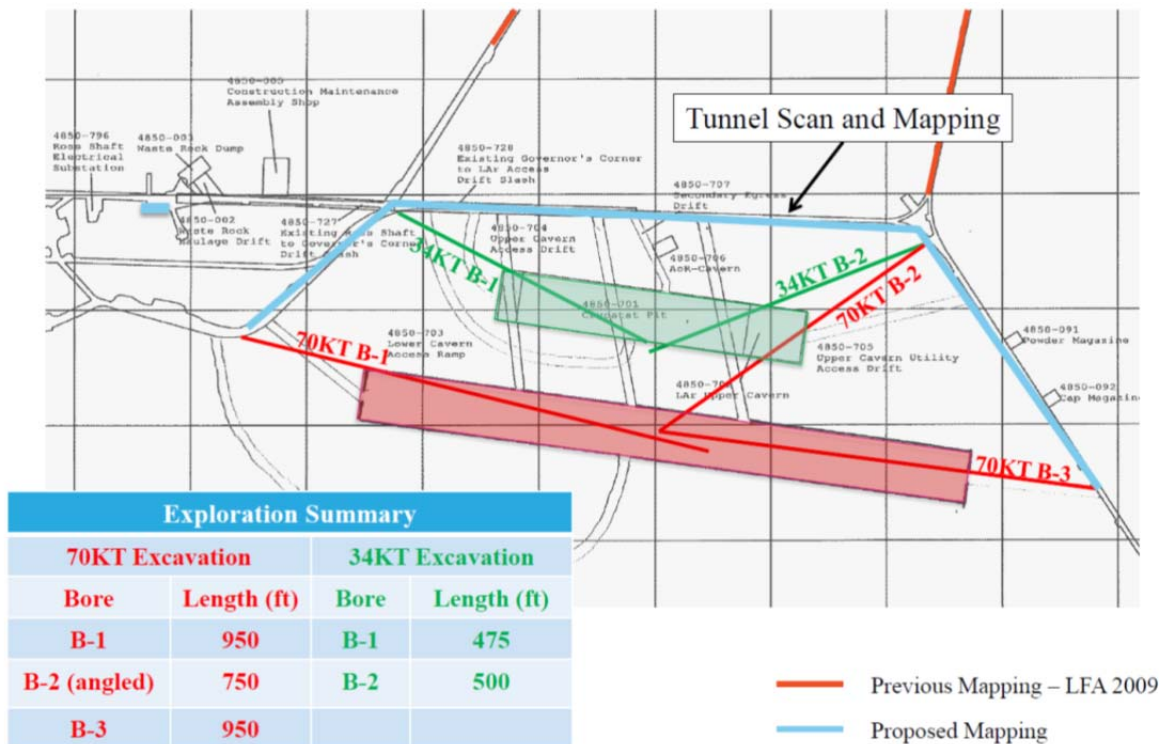 4850-005
Construction Maintenance
Assembly Shop
Tunnel Scan and Mapping
4850-796
Ross Shaft
Electrical
Substation
4850-003
Waste Rock Dump
4850-728
Existing Governor's Corner
to LAr Access
Drift Slash
4850-707
Secondary Egress
Drift
4850-002
Waste Rock
Haulage Drift
4850-727
Existing Ross Shaft
to Governor's Corner
Drift Slash
4850-704
Upper Cavern
Access Drift
4850-706
AoR-Cavern
34KT B-1
34KT B-2
70KT B-2
4850-701
Cryostat Pit
4850-703
Lower Cavern
Access Ramp
70KT B-1
4850-705
Upper Cavern Utility
Access Drift
4850-091
Powder Magazine
LAr Upper Cavern
4850-092
Cap Magazine
70KT B-3
Exploration Summary
70KT Excavation 34KT Excavation
Bore Length (ft) Bore Length (ft)
B-1 950 B-1 475
B-2 (angled) 750 B-2 500
B-3 950
Previous Mapping – LFA 2009
Proposed Mapping